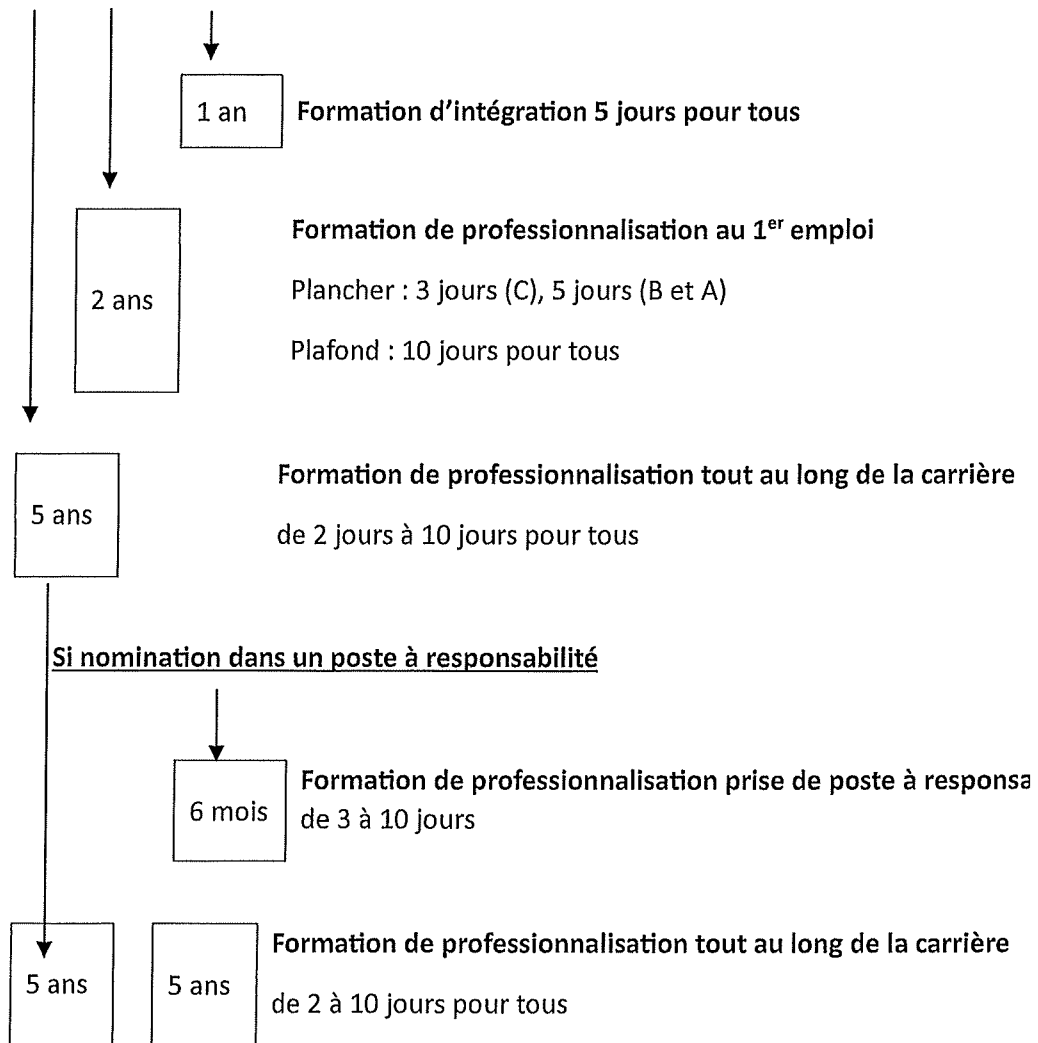 1 an
Formation d'intégration 5 jours pour tous
Formation de professionnalisation au 1er emploi
2 ans
Plancher : 3 jours (C), 5 jours (B et A)
Plafond : 10 jours pour tous
Formation de professionnalisation tout au long de la carrière
5 ans
de 2 jours à 10 jours pour tous
Si nomination dans un poste à responsabilité
6 mois
Formation de professionnalisation prise de poste à responsa
de 3 à 10 jours
5 ans
5 ans
Formation de professionnalisation tout au long de la carrière
de 2 à 10 jours pour tous